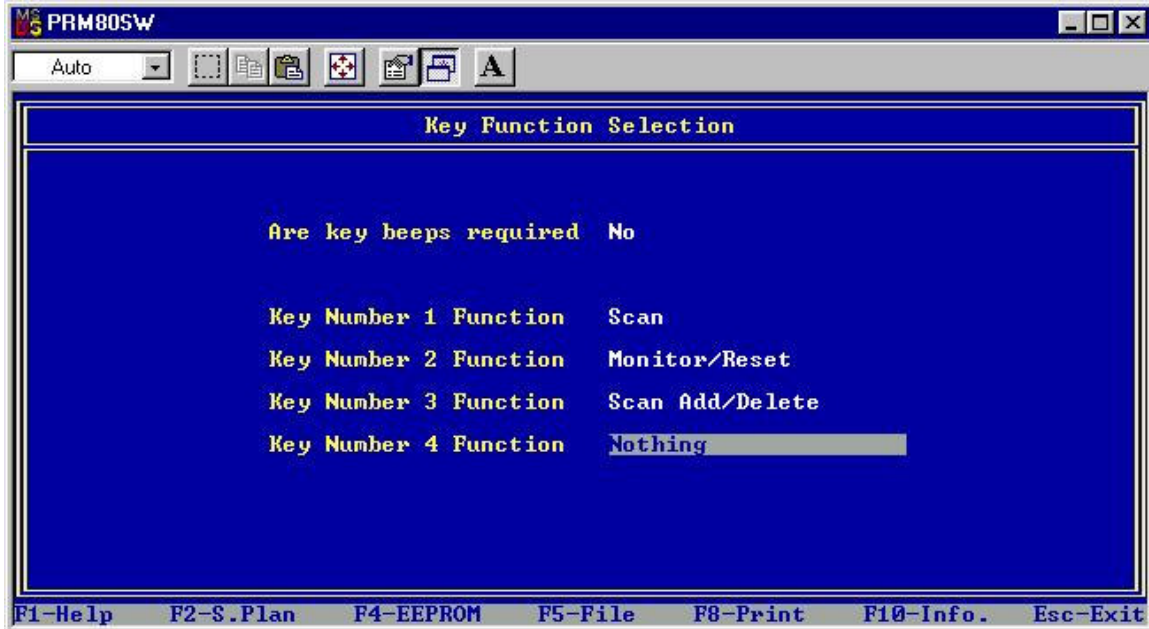 PRM80SW
Auto
A
Key Function Selection
Are key beeps required No
Key Number 1 Function Scan
Key Number 2 Function Monitor/Reset
Key Number 3 Function Scan Add/Delete
Key Number 4 Function Nothing
F1-Help F2-S.Plan F4-EEPROM F5-File F8-Print F10-Info. Esc-Exit